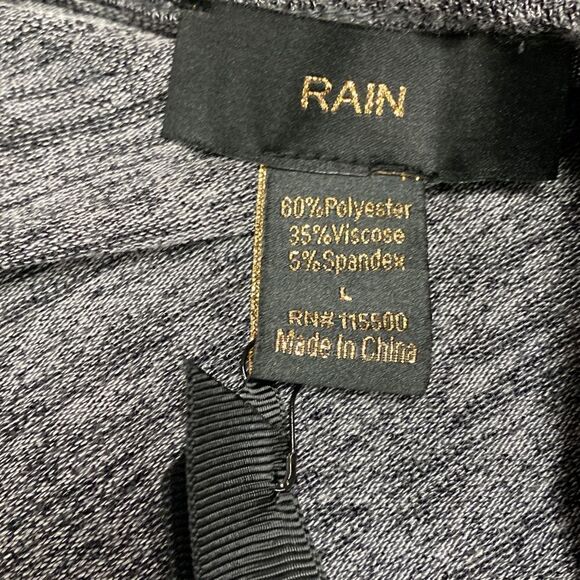 RAIN
60%Polyester
35%Viscose
5%Spandex
L
RN# 115500
Made In China